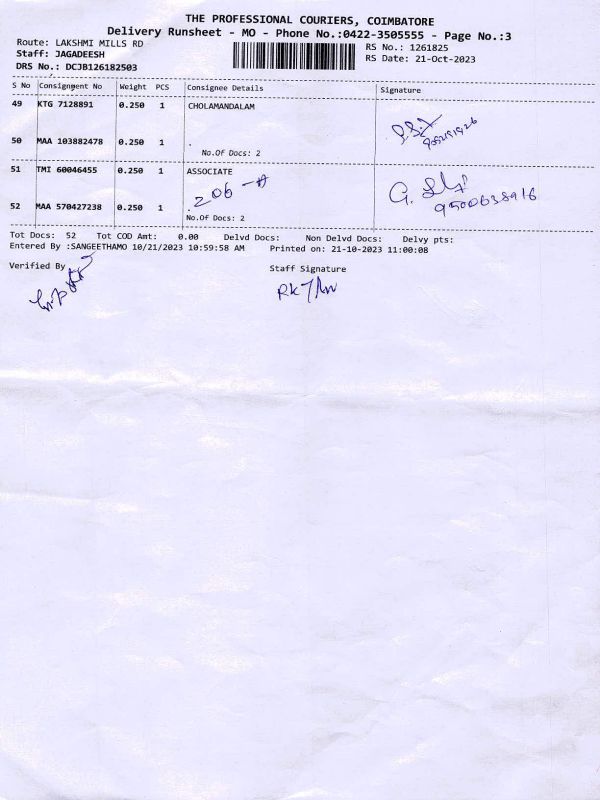 THE PROFESSIONAL COURIERS, COIMBATORE
Delivery Runsheet - MO - Phone No.:0422-3505555 - Page No.:3
Route: LAKSHMI MILLS RD
RS No.: 1261825
Staff: JAGADEESH
RS Date: 21-Oct-2023
DRS No.: DCJB126182503
S No Consignment No Weight PCS Consignee Details Signature
49 KTG 7128891 0.250 1 CHOLAMANDALAM
50 MAA 103882478 0.250 1 .
No.Of Docs: 2
51 TMI 60046455 0.250 1 ASSOCIATE
206 -A
9500638916
52 MAA 570427238 0.250 1 .
No.Of Docs: 2
Tot Docs: 52 Tot COD Amt: 0.00 Delvd Docs: Non Delvd Docs: Delvy pts:
Entered By :SANGEETHAMO 10/21/2023 10:59:58 AM Printed on: 21-10-2023 11:00:08
Verified By
Staff Signature